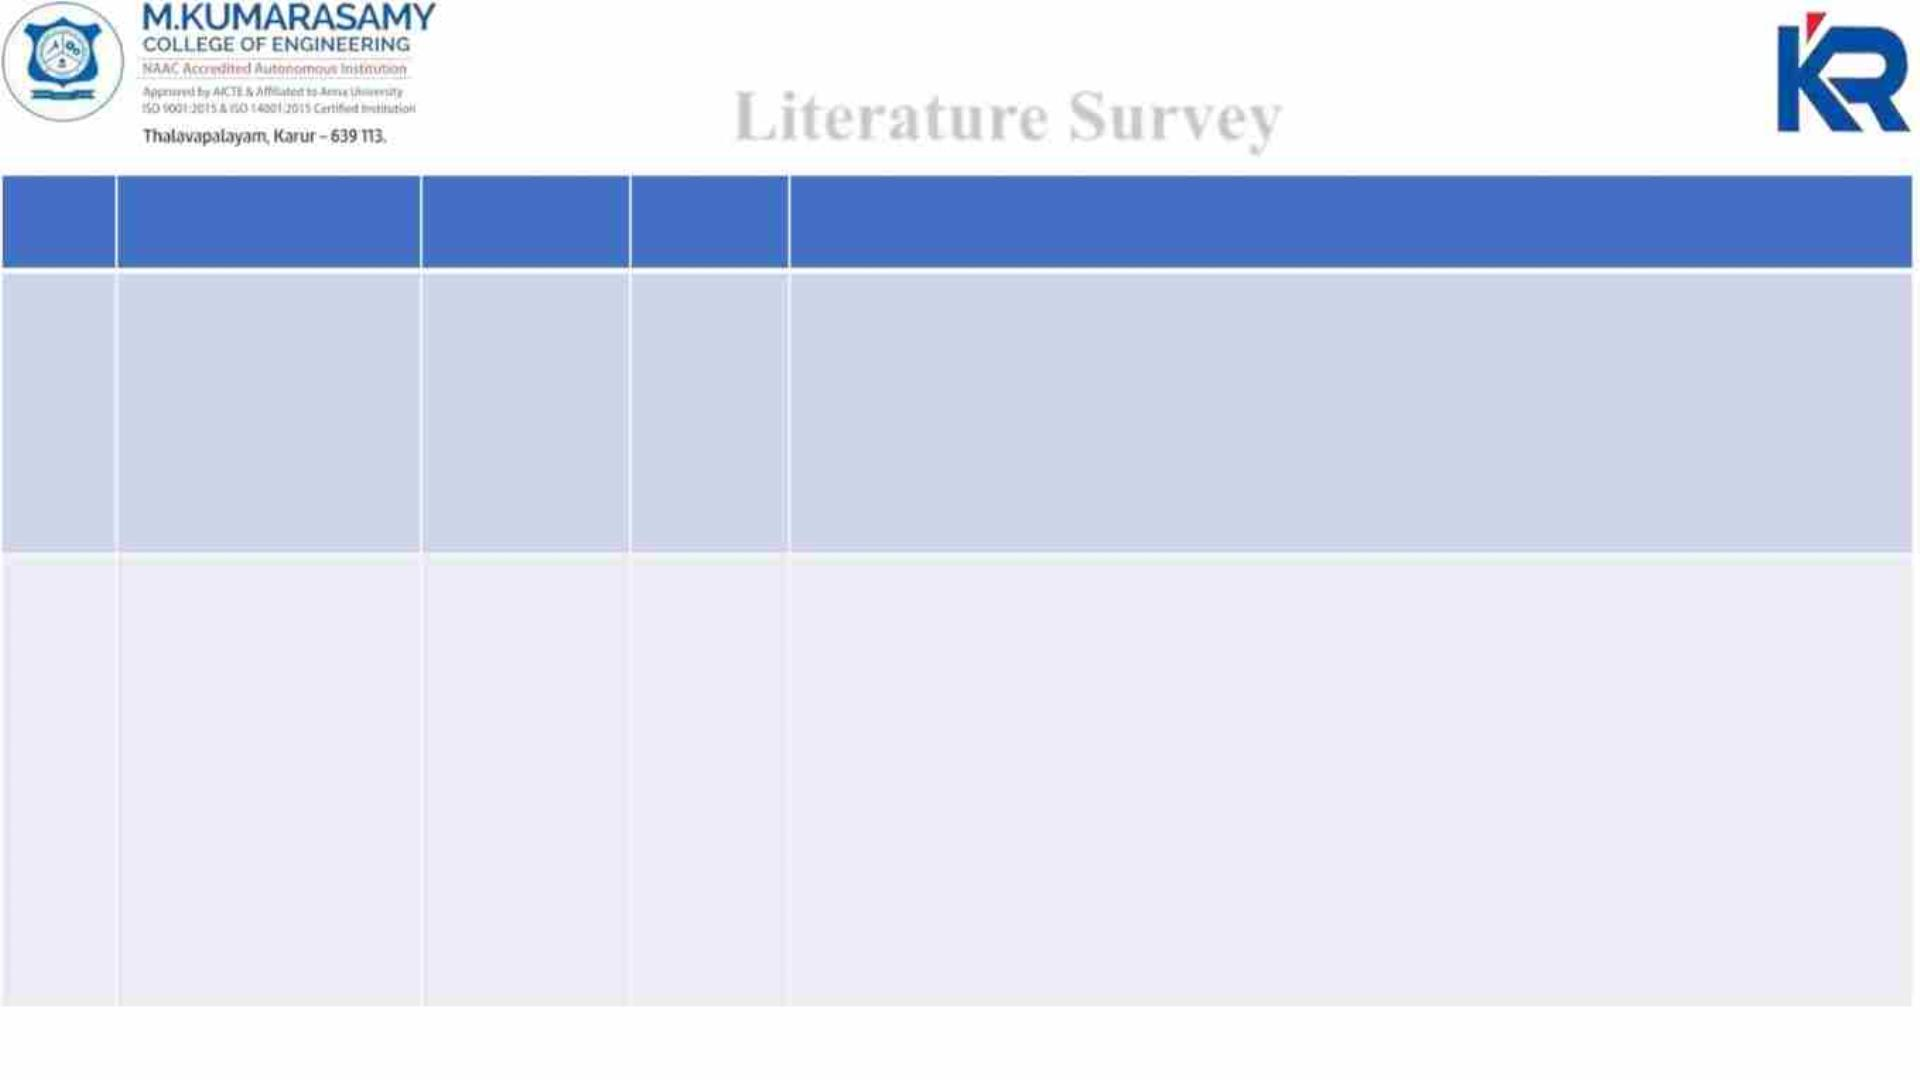 M.KUMARASAMY
COLLEGE OF ENGINEERING
NAAC Accredited Autonomous Institution
Approved by AICTE & Affiliated to Anna University
ISO 9001:2015 & ISO 14001:2015 Certified Institution
Thalavapalayam, Karur – 639 113.
Literature Survey
KR